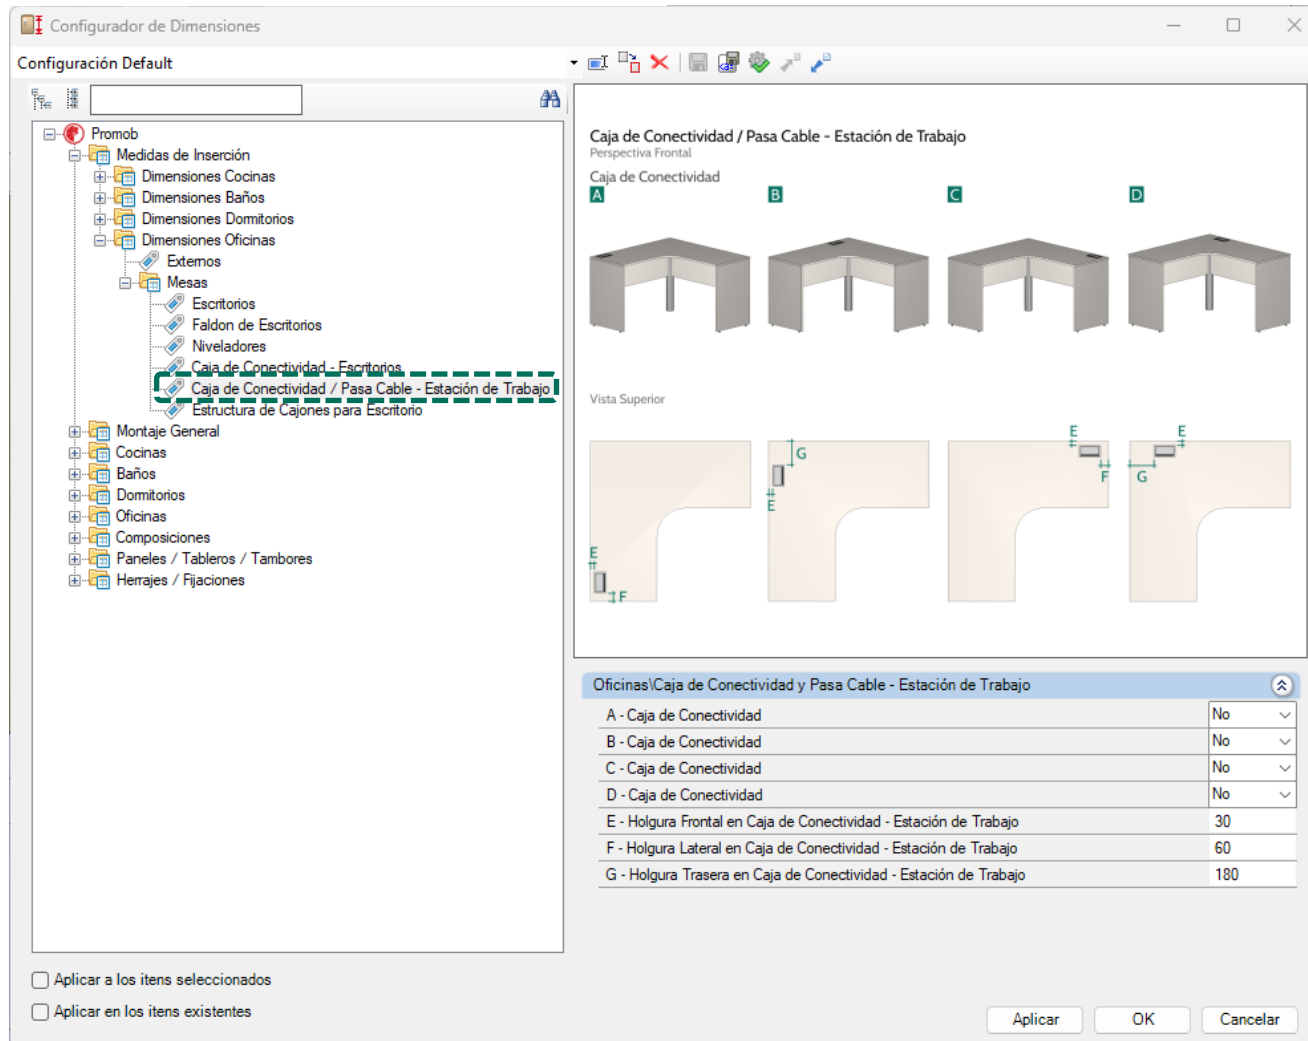 Configurador de Dimensiones
Configuración Default
Promob
Medidas de Inserción
Dimensiones Cocinas
Dimensiones Baños
Dimensiones Dormitorios
Dimensiones Oficinas
Externos
Mesas
Escritorios
Faldon de Escritorios
Niveladores
Caja de Conectividad - Escritorios
Caja de Conectividad / Pasa Cable - Estación de Trabajo
Estructura de Cajones para Escritorio
Montaje General
Cocinas
Baños
Dormitorios
Oficinas
Composiciones
Paneles / Tableros / Tambores
Herrajes / Fijaciones
Caja de Conectividad / Pasa Cable - Estación de Trabajo
Perspectiva Frontal
Caja de Conectividad
A B C D
Vista Superior
E E
G F G
E
E
F
Oficinas\Caja de Conectividad y Pasa Cable - Estación de Trabajo
A - Caja de Conectividad No
B - Caja de Conectividad No
C - Caja de Conectividad No
D - Caja de Conectividad No
E - Holgura Frontal en Caja de Conectividad - Estación de Trabajo 30
F - Holgura Lateral en Caja de Conectividad - Estación de Trabajo 60
G - Holgura Trasera en Caja de Conectividad - Estación de Trabajo 180
Aplicar a los itens seleccionados
Aplicar en los itens existentes
Aplicar OK Cancelar